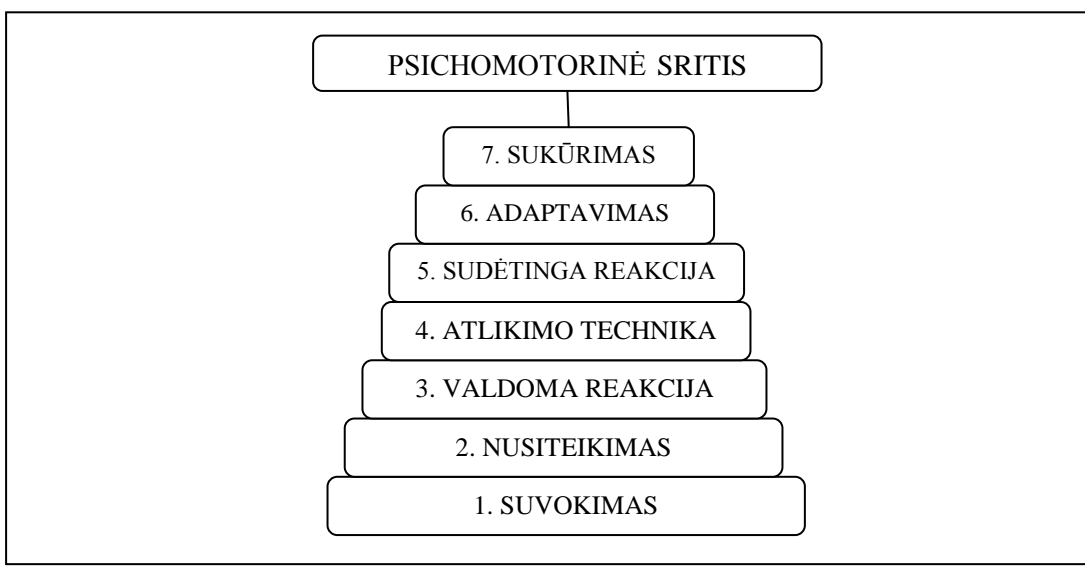 PSICHOMOTORINĖ SRITIS
7. SUKŪRIMAS
6. ADAPTAVIMAS
5. SUDĖTINGA REAKCIJA
4. ATLIKIMO TECHNIKA
3. VALDOMA REAKCIJA
2. NUSITEIKIMAS
1. SUVOKIMAS